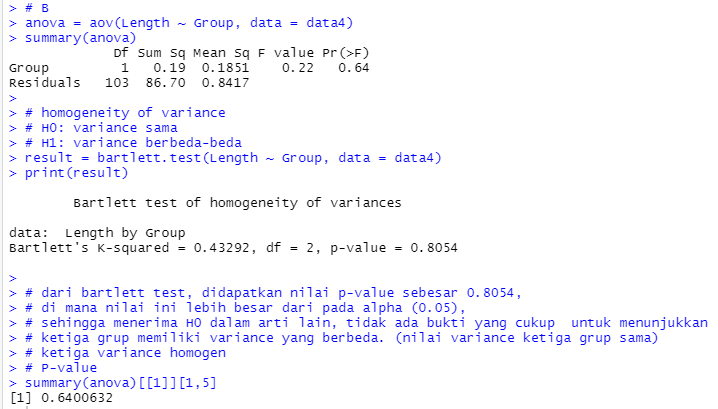 > # B
> anova = aov(Length ~ Group, data = data4)
> summary(anova)
             Df Sum Sq Mean Sq F value Pr(>F)
Group         1   0.19  0.1851    0.22   0.64
Residuals   103  86.70  0.8417
>
> # homogeneity of variance
> # H0: variance sama
> # H1: variance berbeda-beda
> result = bartlett.test(Length ~ Group, data = data4)
> print(result)
        Bartlett test of homogeneity of variances
data:  Length by Group
Bartlett's K-squared = 0.43292, df = 2, p-value = 0.8054
>
> # dari bartlett test, didapatkan nilai p-value sebesar 0.8054,
> # di mana nilai ini lebih besar dari pada alpha (0.05),
> # sehingga menerima H0 dalam arti lain, tidak ada bukti yang cukup  untuk menunjukkan
> # ketiga grup memiliki variance yang berbeda. (nilai variance ketiga grup sama)
> # ketiga variance homogen
> # P-value
> summary(anova)[[1]][1,5]
[1] 0.6400632